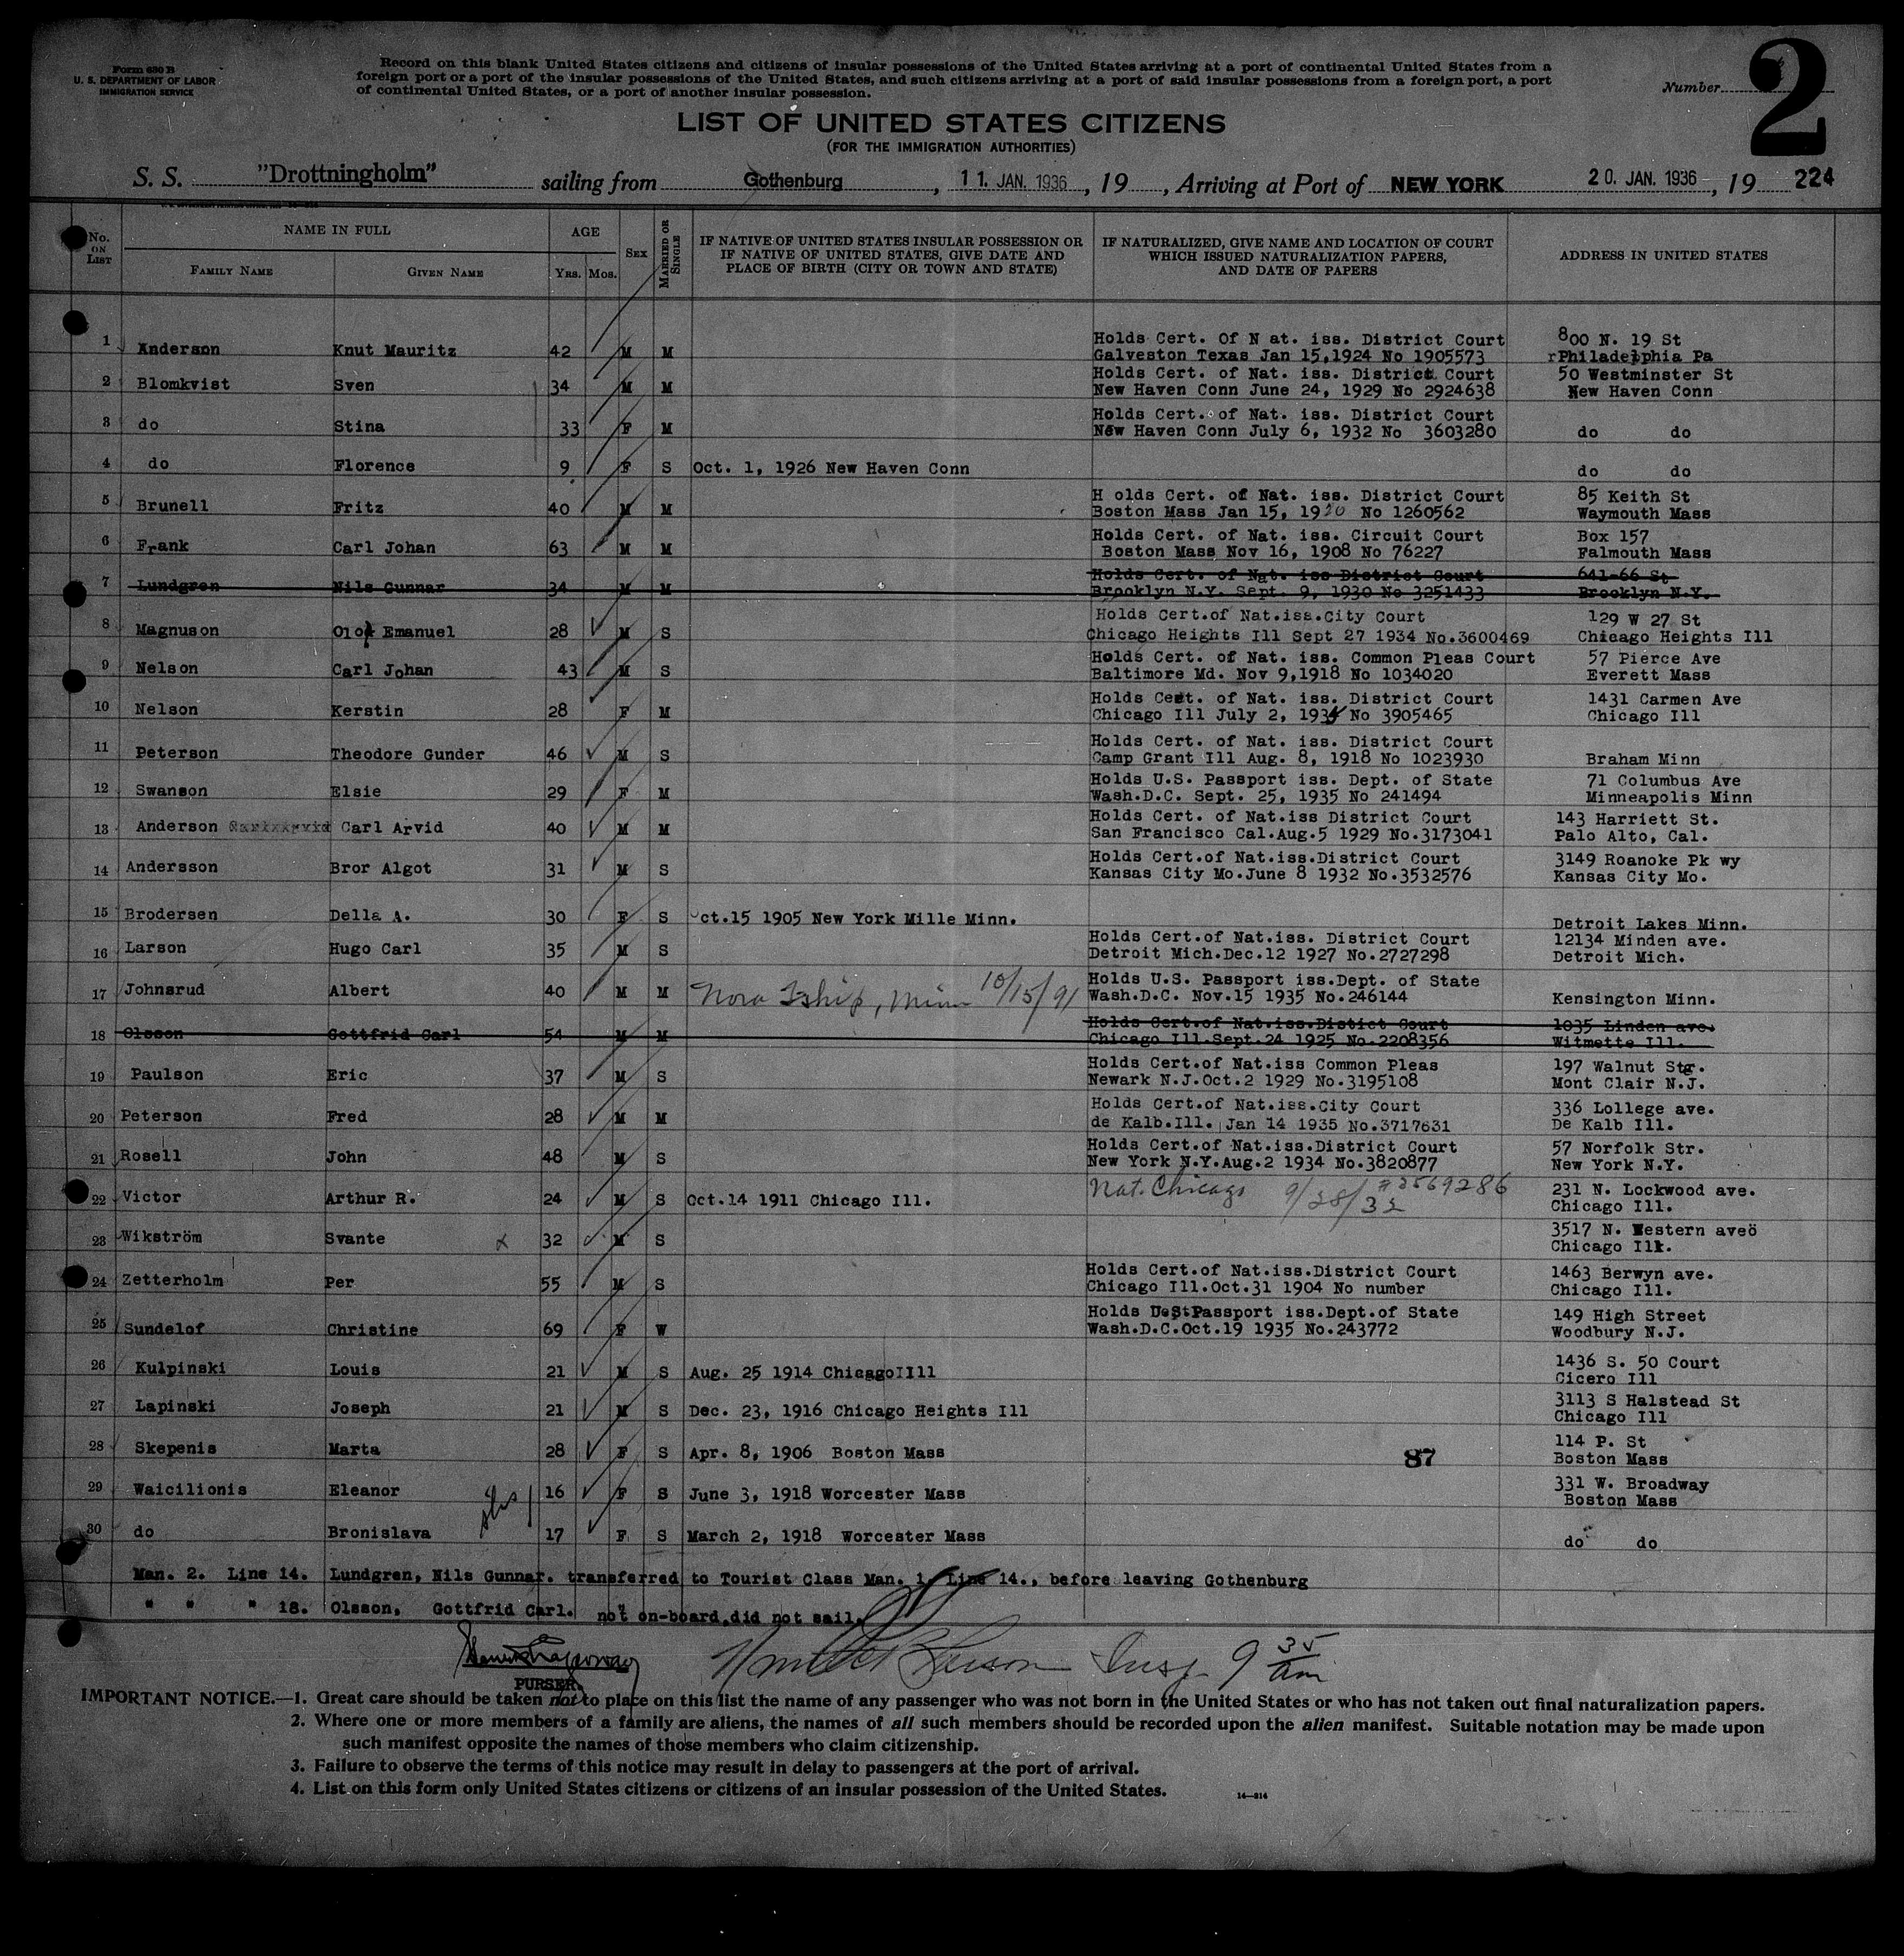 Form 630 B
U. S. DEPARTMENT OF LABOR
IMMIGRATION SERVICE
Record on this blank United States citizens and citizens of insular possessions of the United States arriving at a port of continental United States from a
foreign port or a port of the insular possessions of the United States, and such citizens arriving at a port of said insular possessions from a foreign port, a port
of continental United States, or a port of another insular possession.
Number 2
LIST OF UNITED STATES CITIZENS
(FOR THE IMMIGRATION AUTHORITIES)
S. S. "Drottningholm" sailing from Gothenburg, 11. JAN. 1936, 19 , Arriving at Port of NEW YORK 20. JAN. 1936, 19 224
No. ON LIST NAME IN FULL AGE SEX MARRIED OR SINGLE IF NATIVE OF UNITED STATES INSULAR POSSESSION OR IF NATIVE OF UNITED STATES, GIVE DATE AND PLACE OF BIRTH (CITY OR TOWN AND STATE) IF NATURALIZED, GIVE NAME AND LOCATION OF COURT WHICH ISSUED NATURALIZATION PAPERS, AND DATE OF PAPERS ADDRESS IN UNITED STATES
FAMILY NAME GIVEN NAME YRS. MOS.
Holds Cert. Of N at. iss. District Court 800 N. 19 St
1 Anderson Knut Mauritz 42 M M Galveston Texas Jan 15,1924 No 1905573 Philadelphia Pa
Holds Cert. of Nat. iss. District Court 50 Westminster St
2 Blomkvist Sven 34 M M New Haven Conn June 24, 1929 No 2924638 New Haven Conn
Holds Cert. of Nat. iss. District Court
3 do Stina 33 F M New Haven Conn July 6, 1932 No 3603280 do do
4 do Florence 9 F S Oct. 1, 1926 New Haven Conn do do
H olds Cert. of Nat. iss. District Court 85 Keith St
5 Brunell Fritz 40 M M Boston Mass Jan 15, 1920 No 1260562 Waymouth Mass
Holds Cert. of Nat. iss. Circuit Court Box 157
6 Frank Carl Johan 63 M M Boston Mass Nov 16, 1908 No 76227 Falmouth Mass
Holds Cert. of Nat. iss District Court 641-66 St
7 Lundgren Nils Gunnar 34 M M Brooklyn N.Y. Sept. 9, 1930 No 3251433 Brooklyn N.Y.
Holds Cert.of Nat.iss.City Court 129 W 27 St
8 Magnuson Olof Emanuel 28 M S Chicago Heights Ill Sept 27 1934 No.3600469 Chicago Heights Ill
Holds Cert. of Nat. iss. Common Pleas Court 57 Pierce Ave
9 Nelson Carl Johan 43 M S Baltimore Md. Nov 9,1918 No 1034020 Everett Mass
Holds Cert. of Nat. iss. District Court 1431 Carmen Ave
10 Nelson Kerstin 28 F M Chicago Ill July 2, 1934 No 3905465 Chicago Ill
Holds Cert. of Nat. iss. District Court
11 Peterson Theodore Gunder 46 M S Camp Grant Ill Aug. 8, 1918 No 1023930 Braham Minn
Holds U.S. Passport iss. Dept. of State 71 Columbus Ave
12 Swanson Elsie 29 F M Wash.D.C. Sept. 25, 1935 No 241494 Minneapolis Minn
Holds Cert. of Nat.iss District Court 143 Harriett St.
13 Anderson Carl Arvid 40 M M San Francisco Cal.Aug.5 1929 No.3173041 Palo Alto, Cal.
Holds Cert.of Nat.iss.District Court 3149 Roanoke Pk wy
14 Andersson Bror Algot 31 M S Kansas City Mo.June 8 1932 No.3532576 Kansas City Mo.
15 Brodersen Della A. 30 F S Oct.15 1905 New York Mille Minn. Detroit Lakes Minn.
Holds Cert.of Nat.iss. District Court 12134 Minden ave.
16 Larson Hugo Carl 35 M S Detroit Mich.Dec.12 1927 No.2727298 Detroit Mich.
Holds U.S. Passport iss.Dept. of State
17 Johnsrud Albert 40 M M Nora Tship, Minn 10/15/91 Wash.D.C. Nov.15 1935 No.246144 Kensington Minn.
Holds Cert.of Nat.iss.Distict Court 1035 Linden ave.
18 Olsson Gottfrid Carl 54 M M Chicago Ill.Sept.24 1925 No.2208356 Witmette Ill.
Holds Cert.of Nat.iss Common Pleas 197 Walnut Str.
19 Paulson Eric 37 M S Newark N.J.Oct.2 1929 No.3195108 Mont Clair N.J.
Holds Cert.of Nat.iss.City Court 336 Lollege ave.
20 Peterson Fred 28 M M de Kalb.Ill. Jan 14 1935 No.3717631 De Kalb Ill.
Holds Cert.of Nat.iss.District Court 57 Norfolk Str.
21 Rosell John 48 M S New York N.Y.Aug.2 1934 No.3820877 New York N.Y.
Nat. Chicago 9/28/32 #3569286 231 N. Lockwood ave.
22 Victor Arthur R. 24 M S Oct.14 1911 Chicago Ill. Chicago Ill.
3517 N. Western aveö
23 Wikström Svante 32 M S Chicago Ill.
Holds Cert.of Nat.iss.District Court 1463 Berwyn ave.
24 Zetterholm Per 55 M S Chicago Ill.Oct.31 1904 No number Chicago Ill.
Holds U.S.Passport iss.Dept.of State 149 High Street
25 Sundelof Christine 69 F W Wash.D.C.Oct.19 1935 No.243772 Woodbury N.J.
1436 S. 50 Court
26 Kulpinski Louis 21 M S Aug. 25 1914 ChicagoIIll Cicero Ill
3113 S Halstead St
27 Lapinski Joseph 21 M S Dec. 23, 1916 Chicago Heights Ill Chicago Ill
114 P. St
28 Skepenis Marta 28 F S Apr. 8, 1906 Boston Mass 87 Boston Mass
331 W. Broadway
29 Waicilionis Eleanor 16 F S June 3, 1918 Worcester Mass Boston Mass
30 do Bronislava 17 F S March 2, 1918 Worcester Mass do do
Man. 2. Line 14. Lundgren, Nils Gunnar. transferred to Tourist Class Man. 1 Line 14., before leaving Gothenburg
" " " 18. Olsson, Gottfrid Carl. not on-board,did not sail.
Insp 9 35 am
PURSER
IMPORTANT NOTICE.—1. Great care should be taken not to place on this list the name of any passenger who was not born in the United States or who has not taken out final naturalization papers.
2. Where one or more members of a family are aliens, the names of all such members should be recorded upon the alien manifest. Suitable notation may be made upon
such manifest opposite the names of those members who claim citizenship.
3. Failure to observe the terms of this notice may result in delay to passengers at the port of arrival.
4. List on this form only United States citizens or citizens of an insular possession of the United States.
14—814